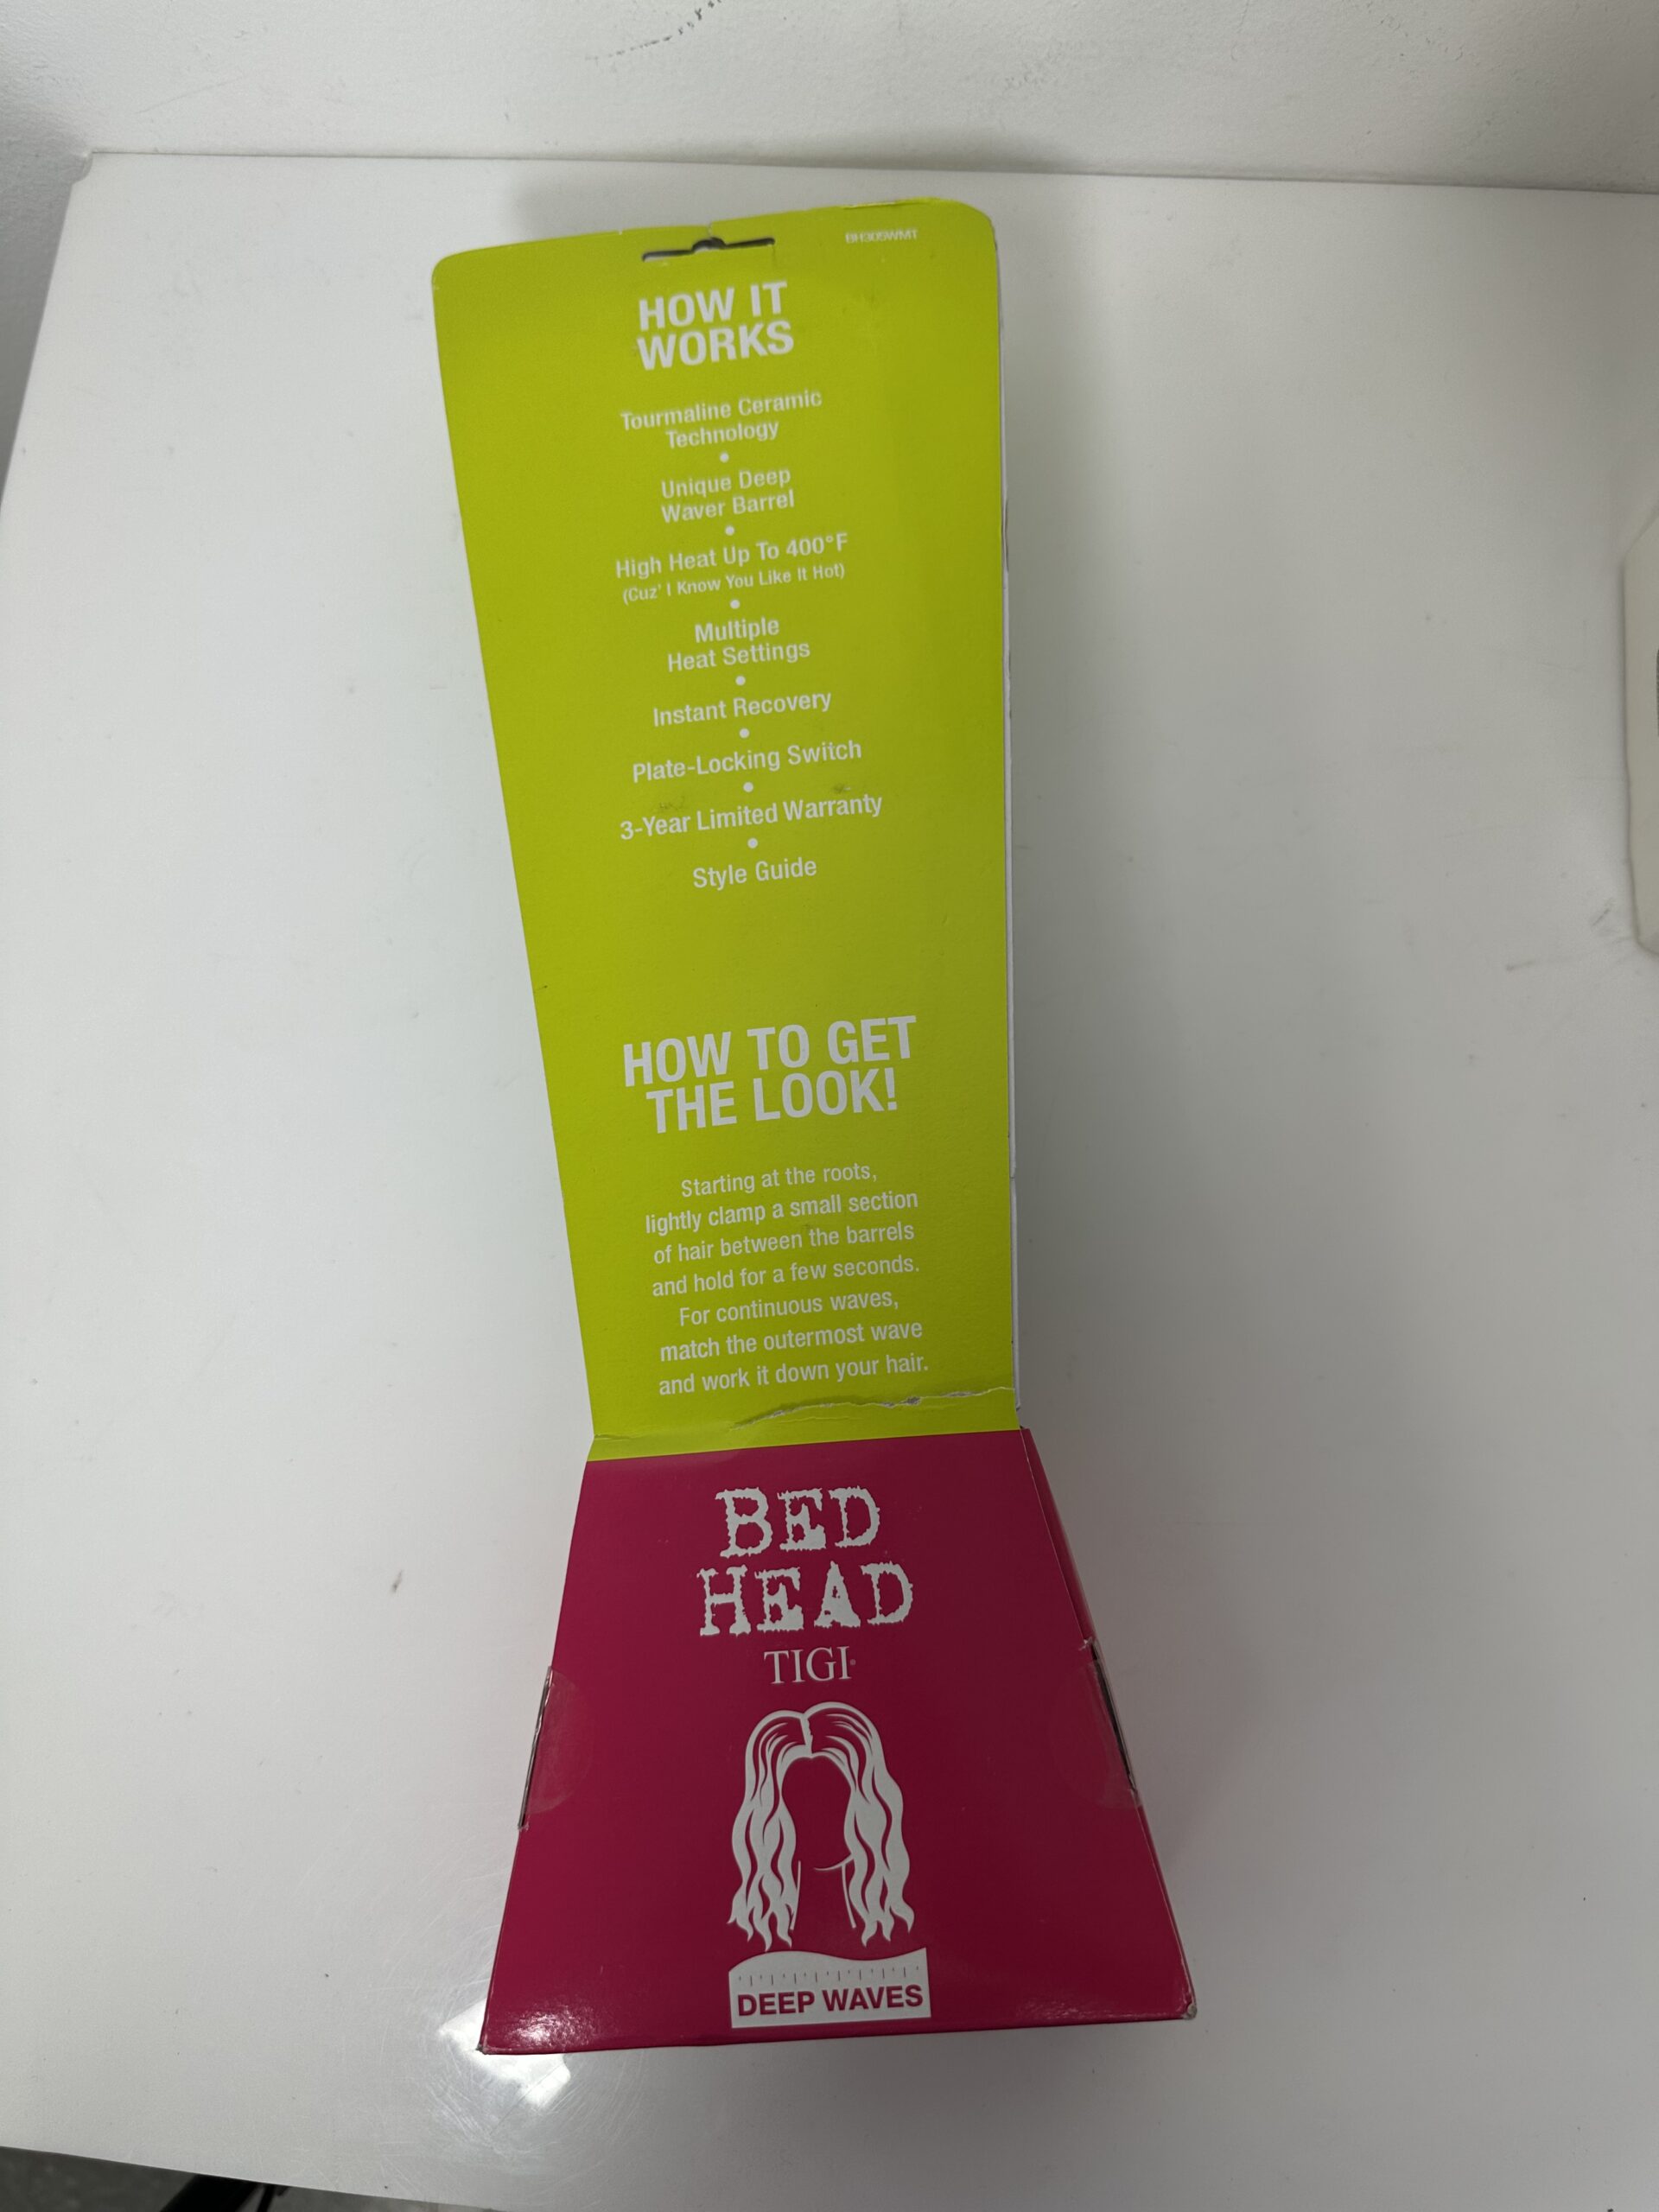 BH305WMT
HOW IT
WORKS
Tourmaline Ceramic
Technology
•
Unique Deep
Waver Barrel
•
High Heat Up To 400°F
(Cuz' I Know You Like It Hot)
•
Multiple
Heat Settings
•
Instant Recovery
•
Plate-Locking Switch
•
3-Year Limited Warranty
•
Style Guide
HOW TO GET
THE LOOK!
Starting at the roots,
lightly clamp a small section
of hair between the barrels
and hold for a few seconds.
For continuous waves,
match the outermost wave
and work it down your hair.
BED
HEAD
TIGI®
DEEP WAVES